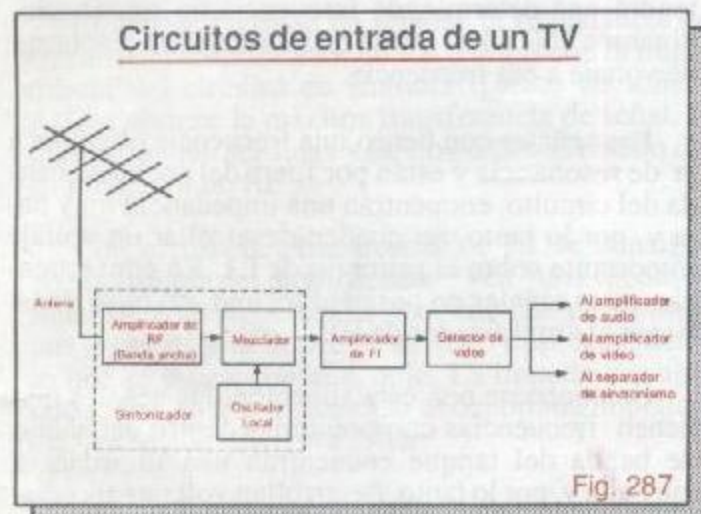 Circuitos de entrada de un TV
Antena
Amplificador de
RF
(Banda ancha)
Mezclador
Oscilador
Local
Sintonizador
Amplificador
de FI
Detector de
video
Al amplificador
de audio
Al amplificador
de video
Al separador
de sincronismo
Fig. 287